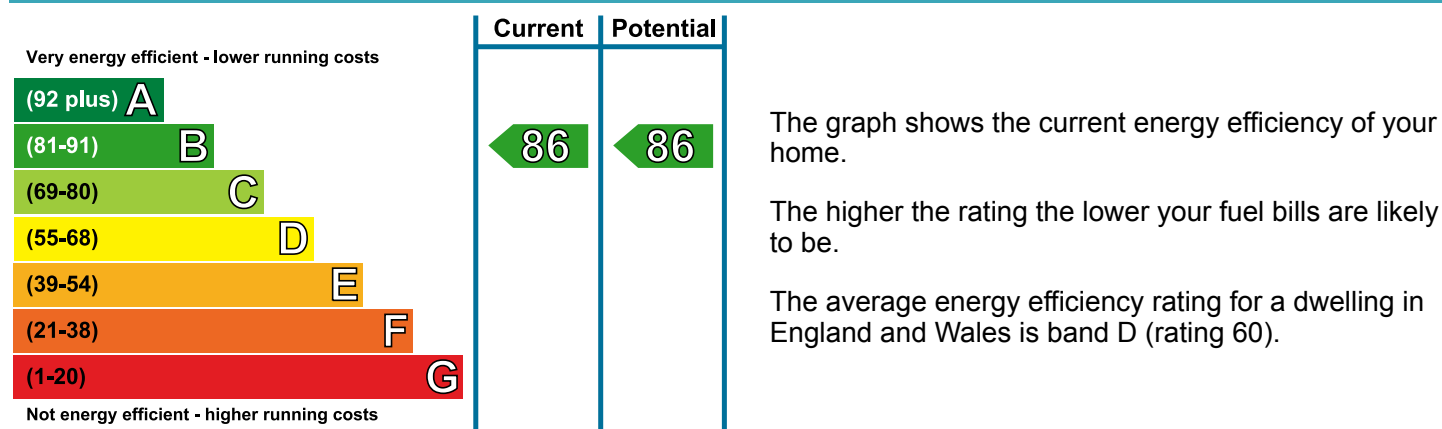 Current Potential
Very energy efficient - lower running costs
(92 plus) A
(81-91) B
86 86
(69-80) C
(55-68) D
(39-54) E
(21-38) F
(1-20) G
Not energy efficient - higher running costs
The graph shows the current energy efficiency of your
home.
The higher the rating the lower your fuel bills are likely
to be.
The average energy efficiency rating for a dwelling in
England and Wales is band D (rating 60).